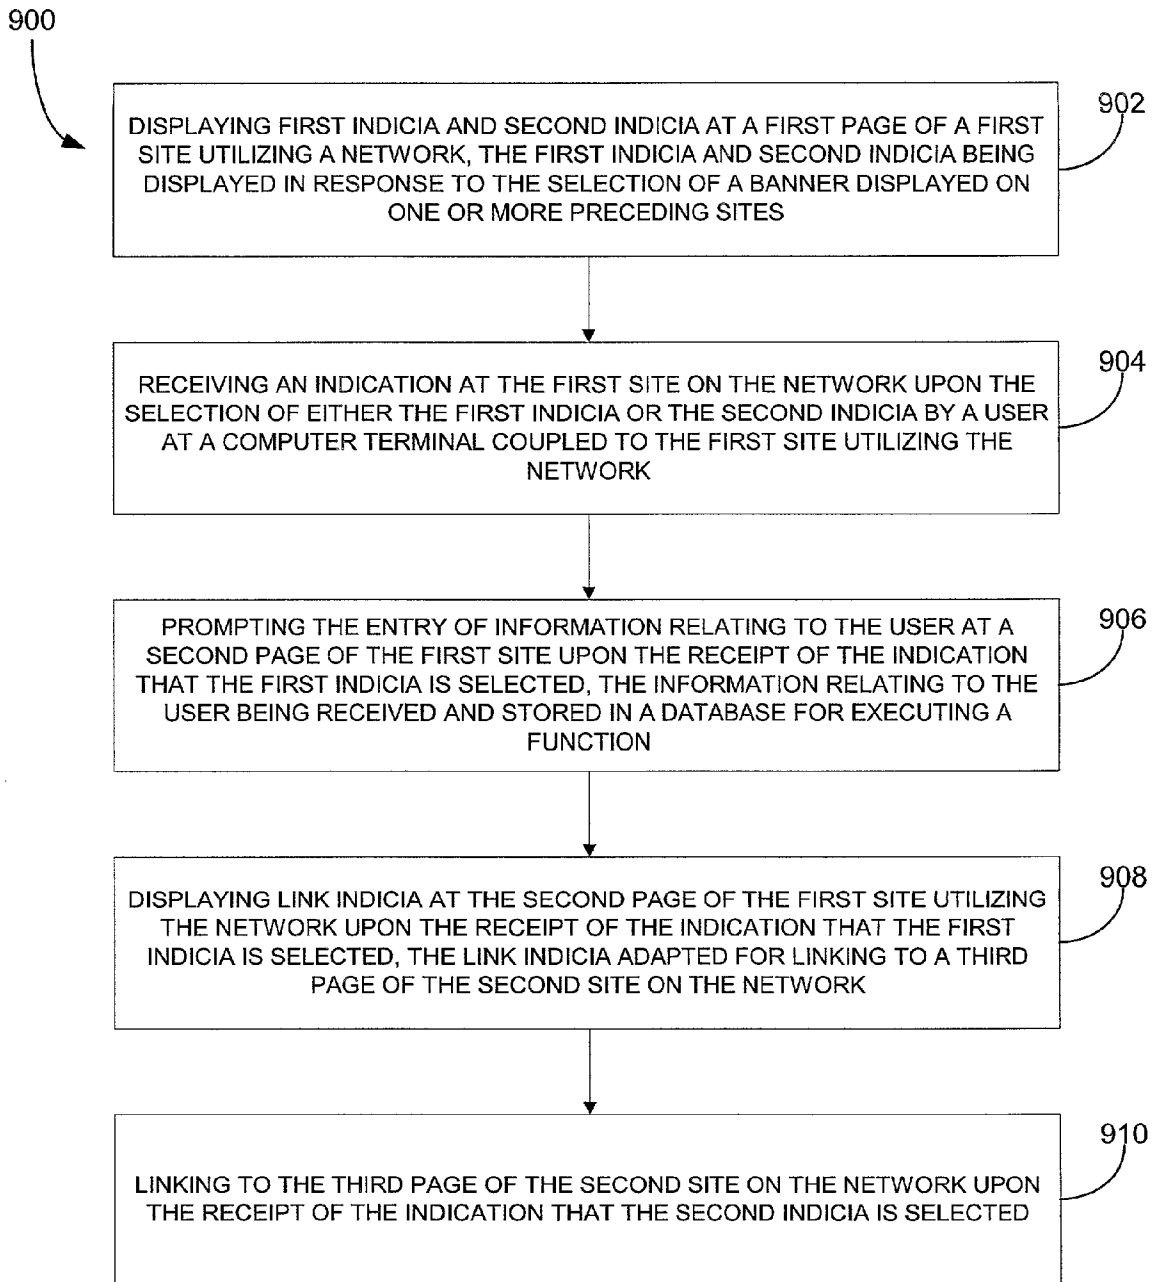 900
902
DISPLAYING FIRST INDICIA AND SECOND INDICIA AT A FIRST PAGE OF A FIRST
SITE UTILIZING A NETWORK, THE FIRST INDICIA AND SECOND INDICIA BEING
DISPLAYED IN RESPONSE TO THE SELECTION OF A BANNER DISPLAYED ON
ONE OR MORE PRECEDING SITES
904
RECEIVING AN INDICATION AT THE FIRST SITE ON THE NETWORK UPON THE
SELECTION OF EITHER THE FIRST INDICIA OR THE SECOND INDICIA BY A USER
AT A COMPUTER TERMINAL COUPLED TO THE FIRST SITE UTILIZING THE
NETWORK
906
PROMPTING THE ENTRY OF INFORMATION RELATING TO THE USER AT A
SECOND PAGE OF THE FIRST SITE UPON THE RECEIPT OF THE INDICATION
THAT THE FIRST INDICIA IS SELECTED, THE INFORMATION RELATING TO THE
USER BEING RECEIVED AND STORED IN A DATABASE FOR EXECUTING A
FUNCTION
908
DISPLAYING LINK INDICIA AT THE SECOND PAGE OF THE FIRST SITE UTILIZING
THE NETWORK UPON THE RECEIPT OF THE INDICATION THAT THE FIRST
INDICIA IS SELECTED, THE LINK INDICIA ADAPTED FOR LINKING TO A THIRD
PAGE OF THE SECOND SITE ON THE NETWORK
910
LINKING TO THE THIRD PAGE OF THE SECOND SITE ON THE NETWORK UPON
THE RECEIPT OF THE INDICATION THAT THE SECOND INDICIA IS SELECTED